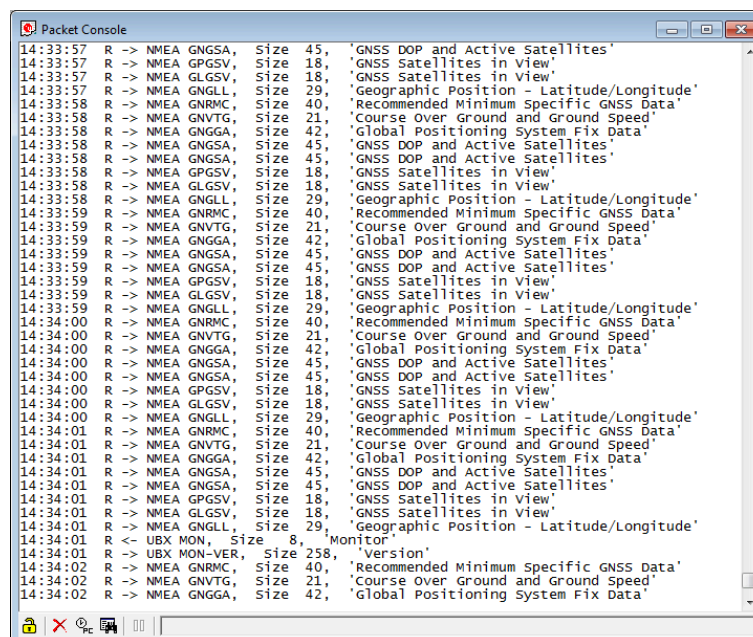 Packet Console
14:33:57 R -> NMEA GNGSA, Size 45, 'GNSS DOP and Active Satellites'
14:33:57 R -> NMEA GPGSV, Size 18, 'GNSS Satellites in View'
14:33:57 R -> NMEA GLGSV, Size 18, 'GNSS Satellites in View'
14:33:57 R -> NMEA GNGLL, Size 29, 'Geographic Position - Latitude/Longitude'
14:33:58 R -> NMEA GNRMC, Size 40, 'Recommended Minimum Specific GNSS Data'
14:33:58 R -> NMEA GNVTG, Size 21, 'Course Over Ground and Ground Speed'
14:33:58 R -> NMEA GNGGA, Size 42, 'Global Positioning System Fix Data'
14:33:58 R -> NMEA GNGSA, Size 45, 'GNSS DOP and Active Satellites'
14:33:58 R -> NMEA GNGSA, Size 45, 'GNSS DOP and Active Satellites'
14:33:58 R -> NMEA GPGSV, Size 18, 'GNSS Satellites in View'
14:33:58 R -> NMEA GLGSV, Size 18, 'GNSS Satellites in View'
14:33:58 R -> NMEA GNGLL, Size 29, 'Geographic Position - Latitude/Longitude'
14:33:59 R -> NMEA GNRMC, Size 40, 'Recommended Minimum Specific GNSS Data'
14:33:59 R -> NMEA GNVTG, Size 21, 'Course Over Ground and Ground Speed'
14:33:59 R -> NMEA GNGGA, Size 42, 'Global Positioning System Fix Data'
14:33:59 R -> NMEA GNGSA, Size 45, 'GNSS DOP and Active Satellites'
14:33:59 R -> NMEA GNGSA, Size 45, 'GNSS DOP and Active Satellites'
14:33:59 R -> NMEA GPGSV, Size 18, 'GNSS Satellites in View'
14:33:59 R -> NMEA GLGSV, Size 18, 'GNSS Satellites in View'
14:33:59 R -> NMEA GNGLL, Size 29, 'Geographic Position - Latitude/Longitude'
14:34:00 R -> NMEA GNRMC, Size 40, 'Recommended Minimum Specific GNSS Data'
14:34:00 R -> NMEA GNVTG, Size 21, 'Course Over Ground and Ground Speed'
14:34:00 R -> NMEA GNGGA, Size 42, 'Global Positioning System Fix Data'
14:34:00 R -> NMEA GNGSA, Size 45, 'GNSS DOP and Active Satellites'
14:34:00 R -> NMEA GNGSA, Size 45, 'GNSS DOP and Active Satellites'
14:34:00 R -> NMEA GPGSV, Size 18, 'GNSS Satellites in View'
14:34:00 R -> NMEA GLGSV, Size 18, 'GNSS Satellites in View'
14:34:00 R -> NMEA GNGLL, Size 29, 'Geographic Position - Latitude/Longitude'
14:34:01 R -> NMEA GNRMC, Size 40, 'Recommended Minimum Specific GNSS Data'
14:34:01 R -> NMEA GNVTG, Size 21, 'Course Over Ground and Ground Speed'
14:34:01 R -> NMEA GNGGA, Size 42, 'Global Positioning System Fix Data'
14:34:01 R -> NMEA GNGSA, Size 45, 'GNSS DOP and Active Satellites'
14:34:01 R -> NMEA GNGSA, Size 45, 'GNSS DOP and Active Satellites'
14:34:01 R -> NMEA GPGSV, Size 18, 'GNSS Satellites in View'
14:34:01 R -> NMEA GLGSV, Size 18, 'GNSS Satellites in View'
14:34:01 R -> NMEA GNGLL, Size 29, 'Geographic Position - Latitude/Longitude'
14:34:01 R <- UBX MON, Size 8, 'Monitor'
14:34:01 R -> UBX MON-VER, Size 258, 'Version'
14:34:02 R -> NMEA GNRMC, Size 40, 'Recommended Minimum Specific GNSS Data'
14:34:02 R -> NMEA GNVTG, Size 21, 'Course Over Ground and Ground Speed'
14:34:02 R -> NMEA GNGGA, Size 42, 'Global Positioning System Fix Data'
PC